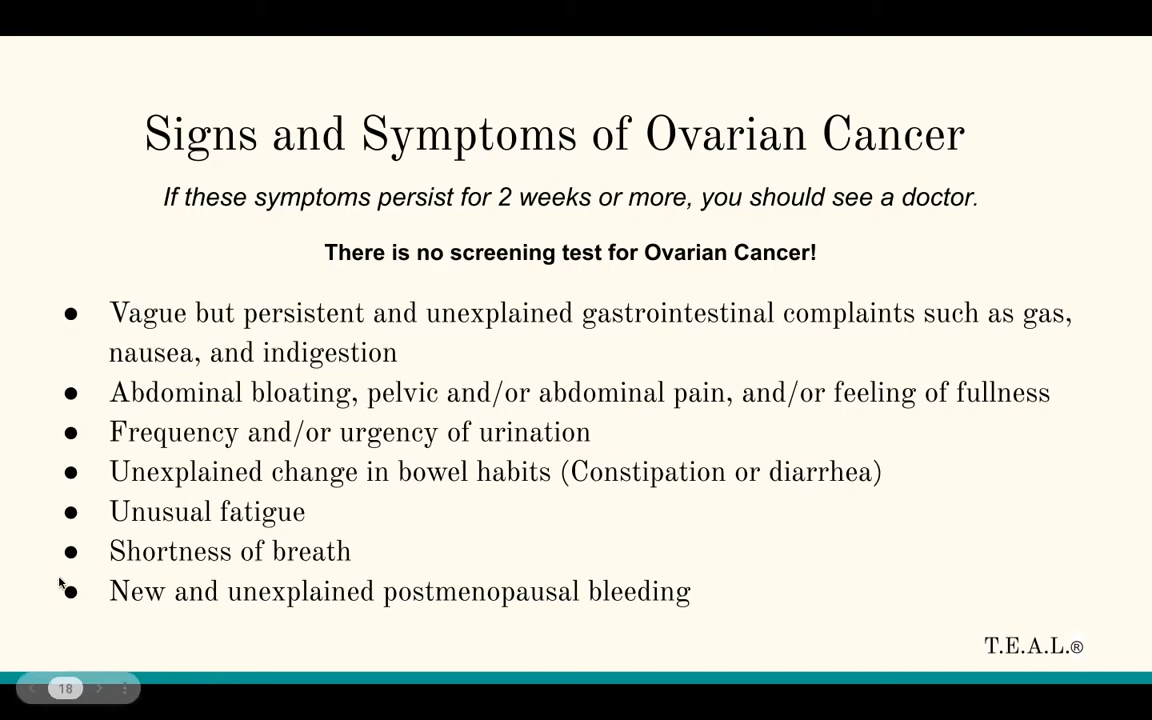 Signs and Symptoms of Ovarian Cancer
If these symptoms persist for 2 weeks or more, you should see a doctor.
There is no screening test for Ovarian Cancer!
● Vague but persistent and unexplained gastrointestinal complaints such as gas,
nausea, and indigestion
● Abdominal bloating, pelvic and/or abdominal pain, and/or feeling of fullness
● Frequency and/or urgency of urination
● Unexplained change in bowel habits (Constipation or diarrhea)
● Unusual fatigue
● Shortness of breath
● New and unexplained postmenopausal bleeding
T.E.A.L.®
18